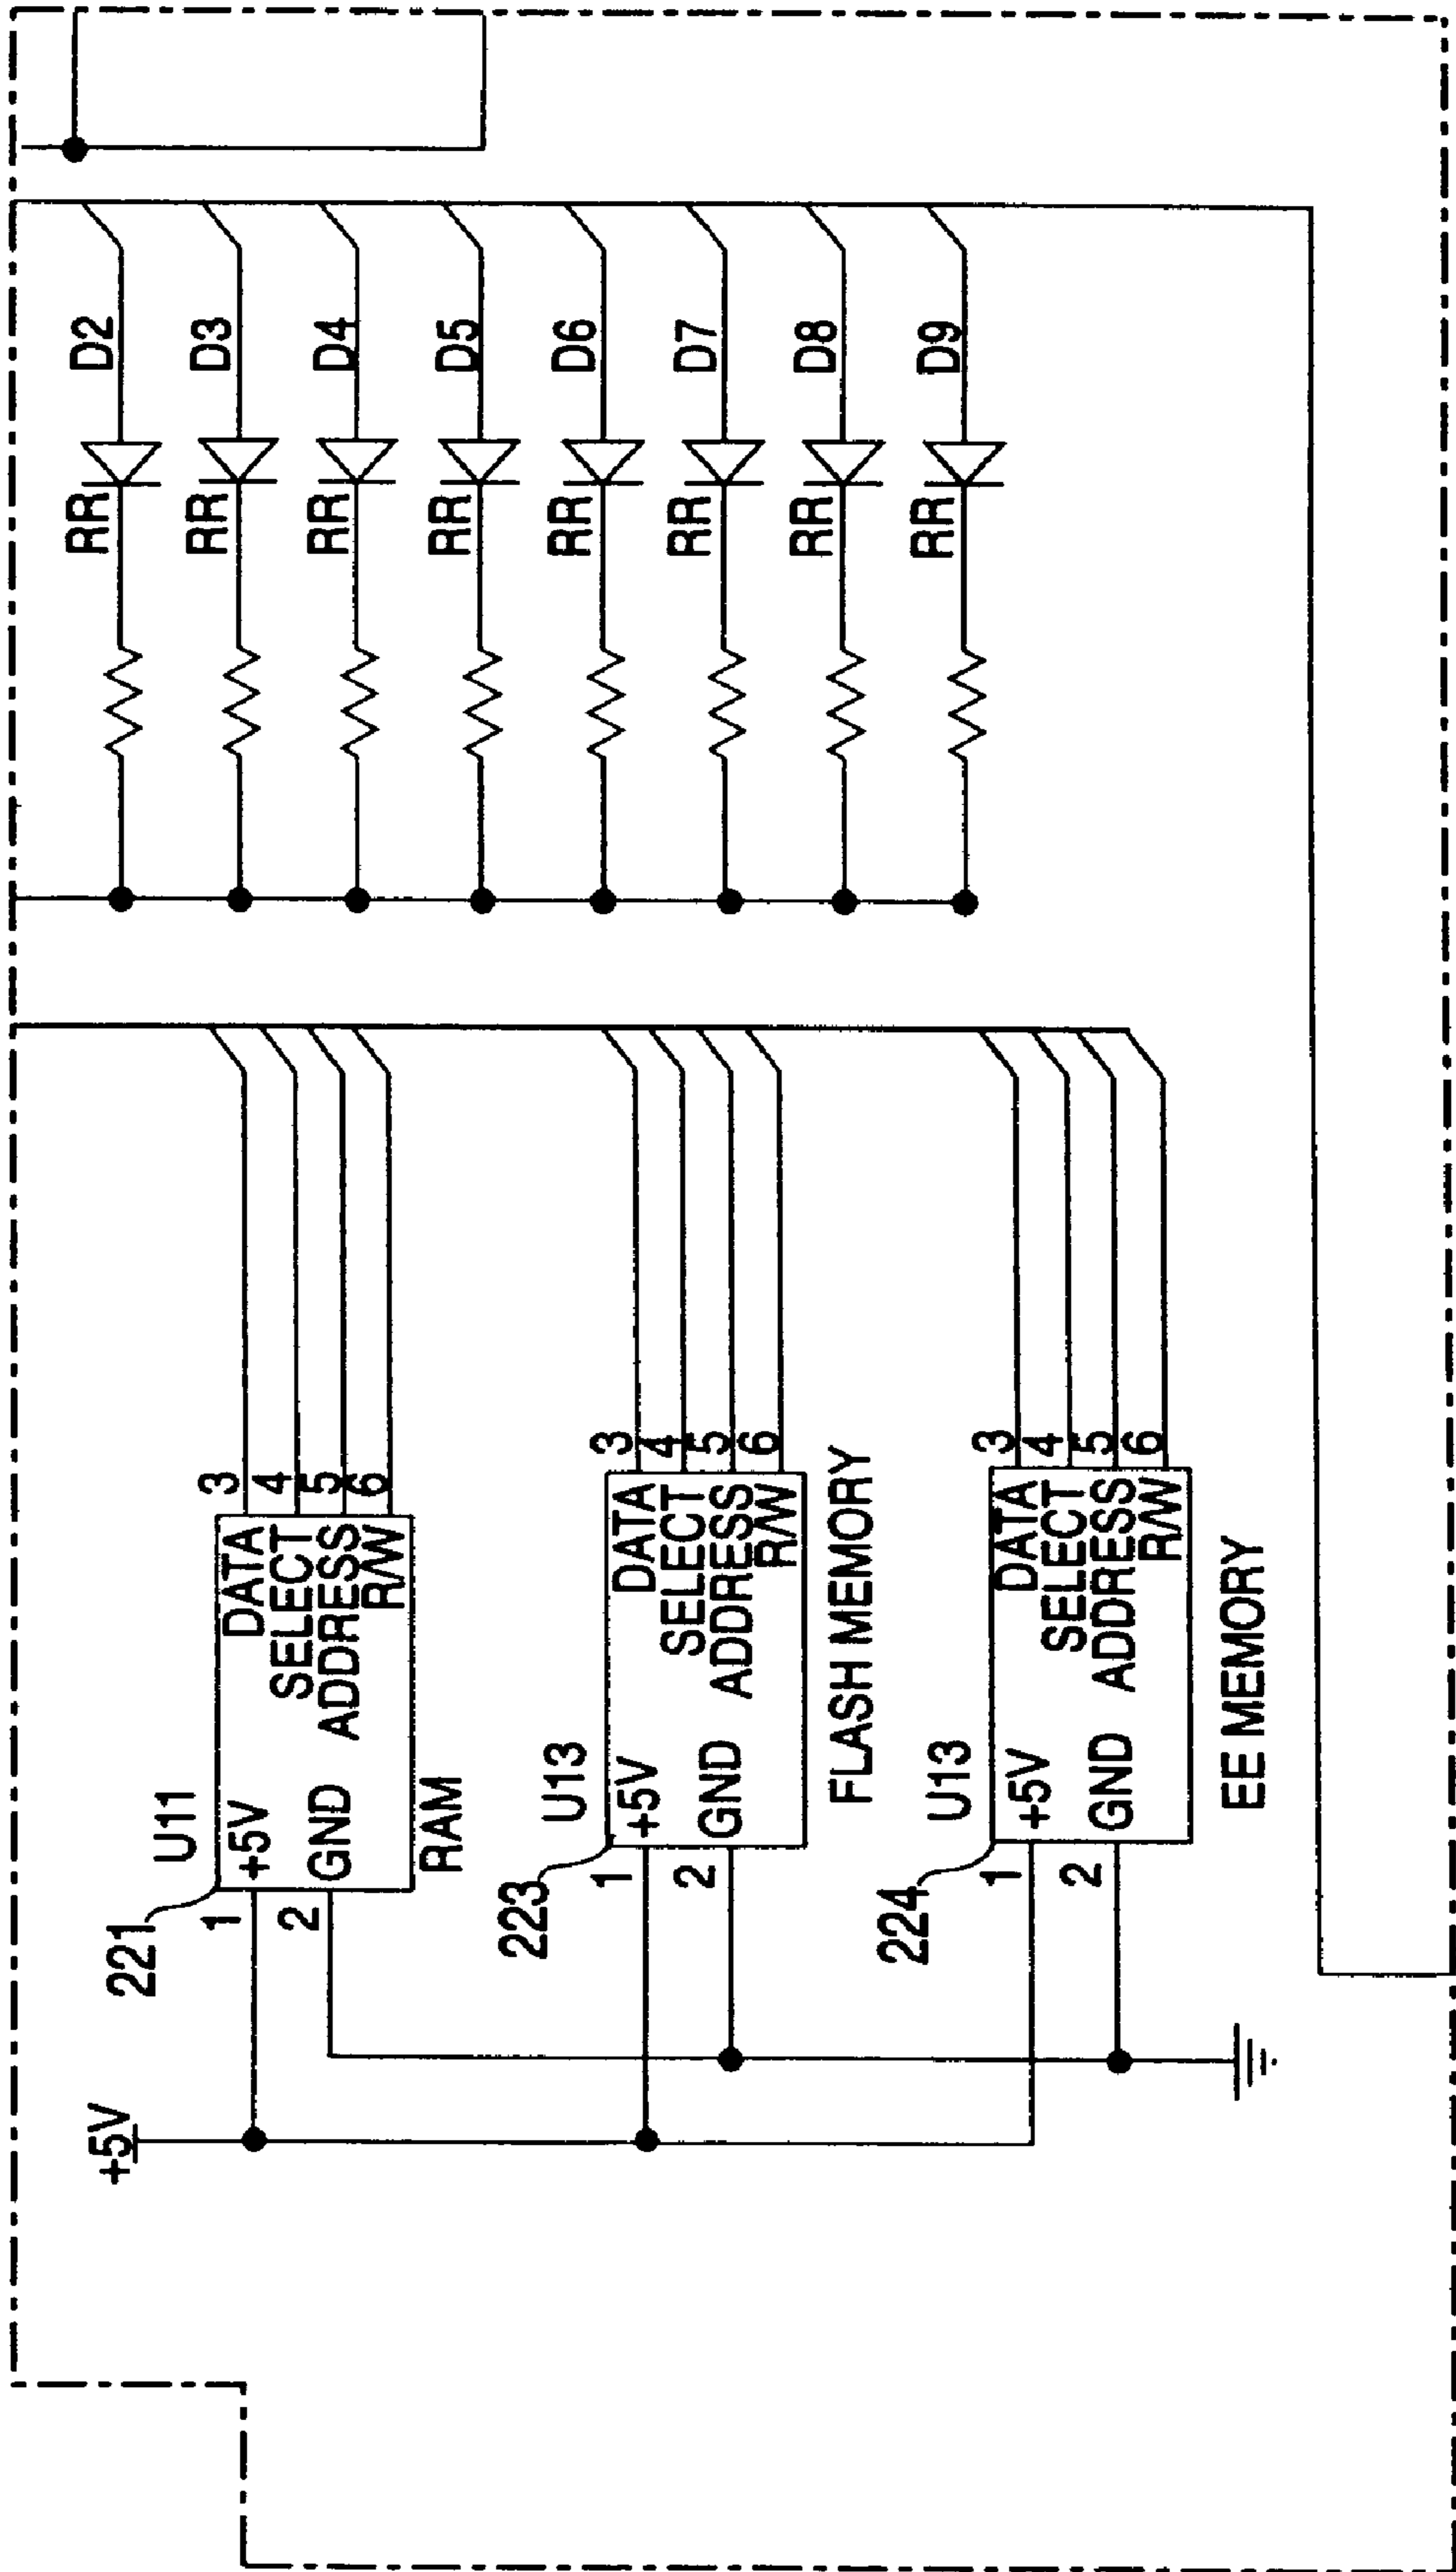 D2
RR
D3
RR
D4
RR
D5
RR
D6
RR
D7
RR
D8
RR
D9
RR
+5V
221
U11
1
+5V
DATA
3
SELECT
4
2
GND
ADDRESS
5
R/W
6
RAM
223
U13
1
+5V
DATA
3
SELECT
4
2
GND
ADDRESS
5
R/W
6
FLASH MEMORY
224
U13
1
+5V
DATA
3
SELECT
4
2
GND
ADDRESS
5
R/W
6
EE MEMORY